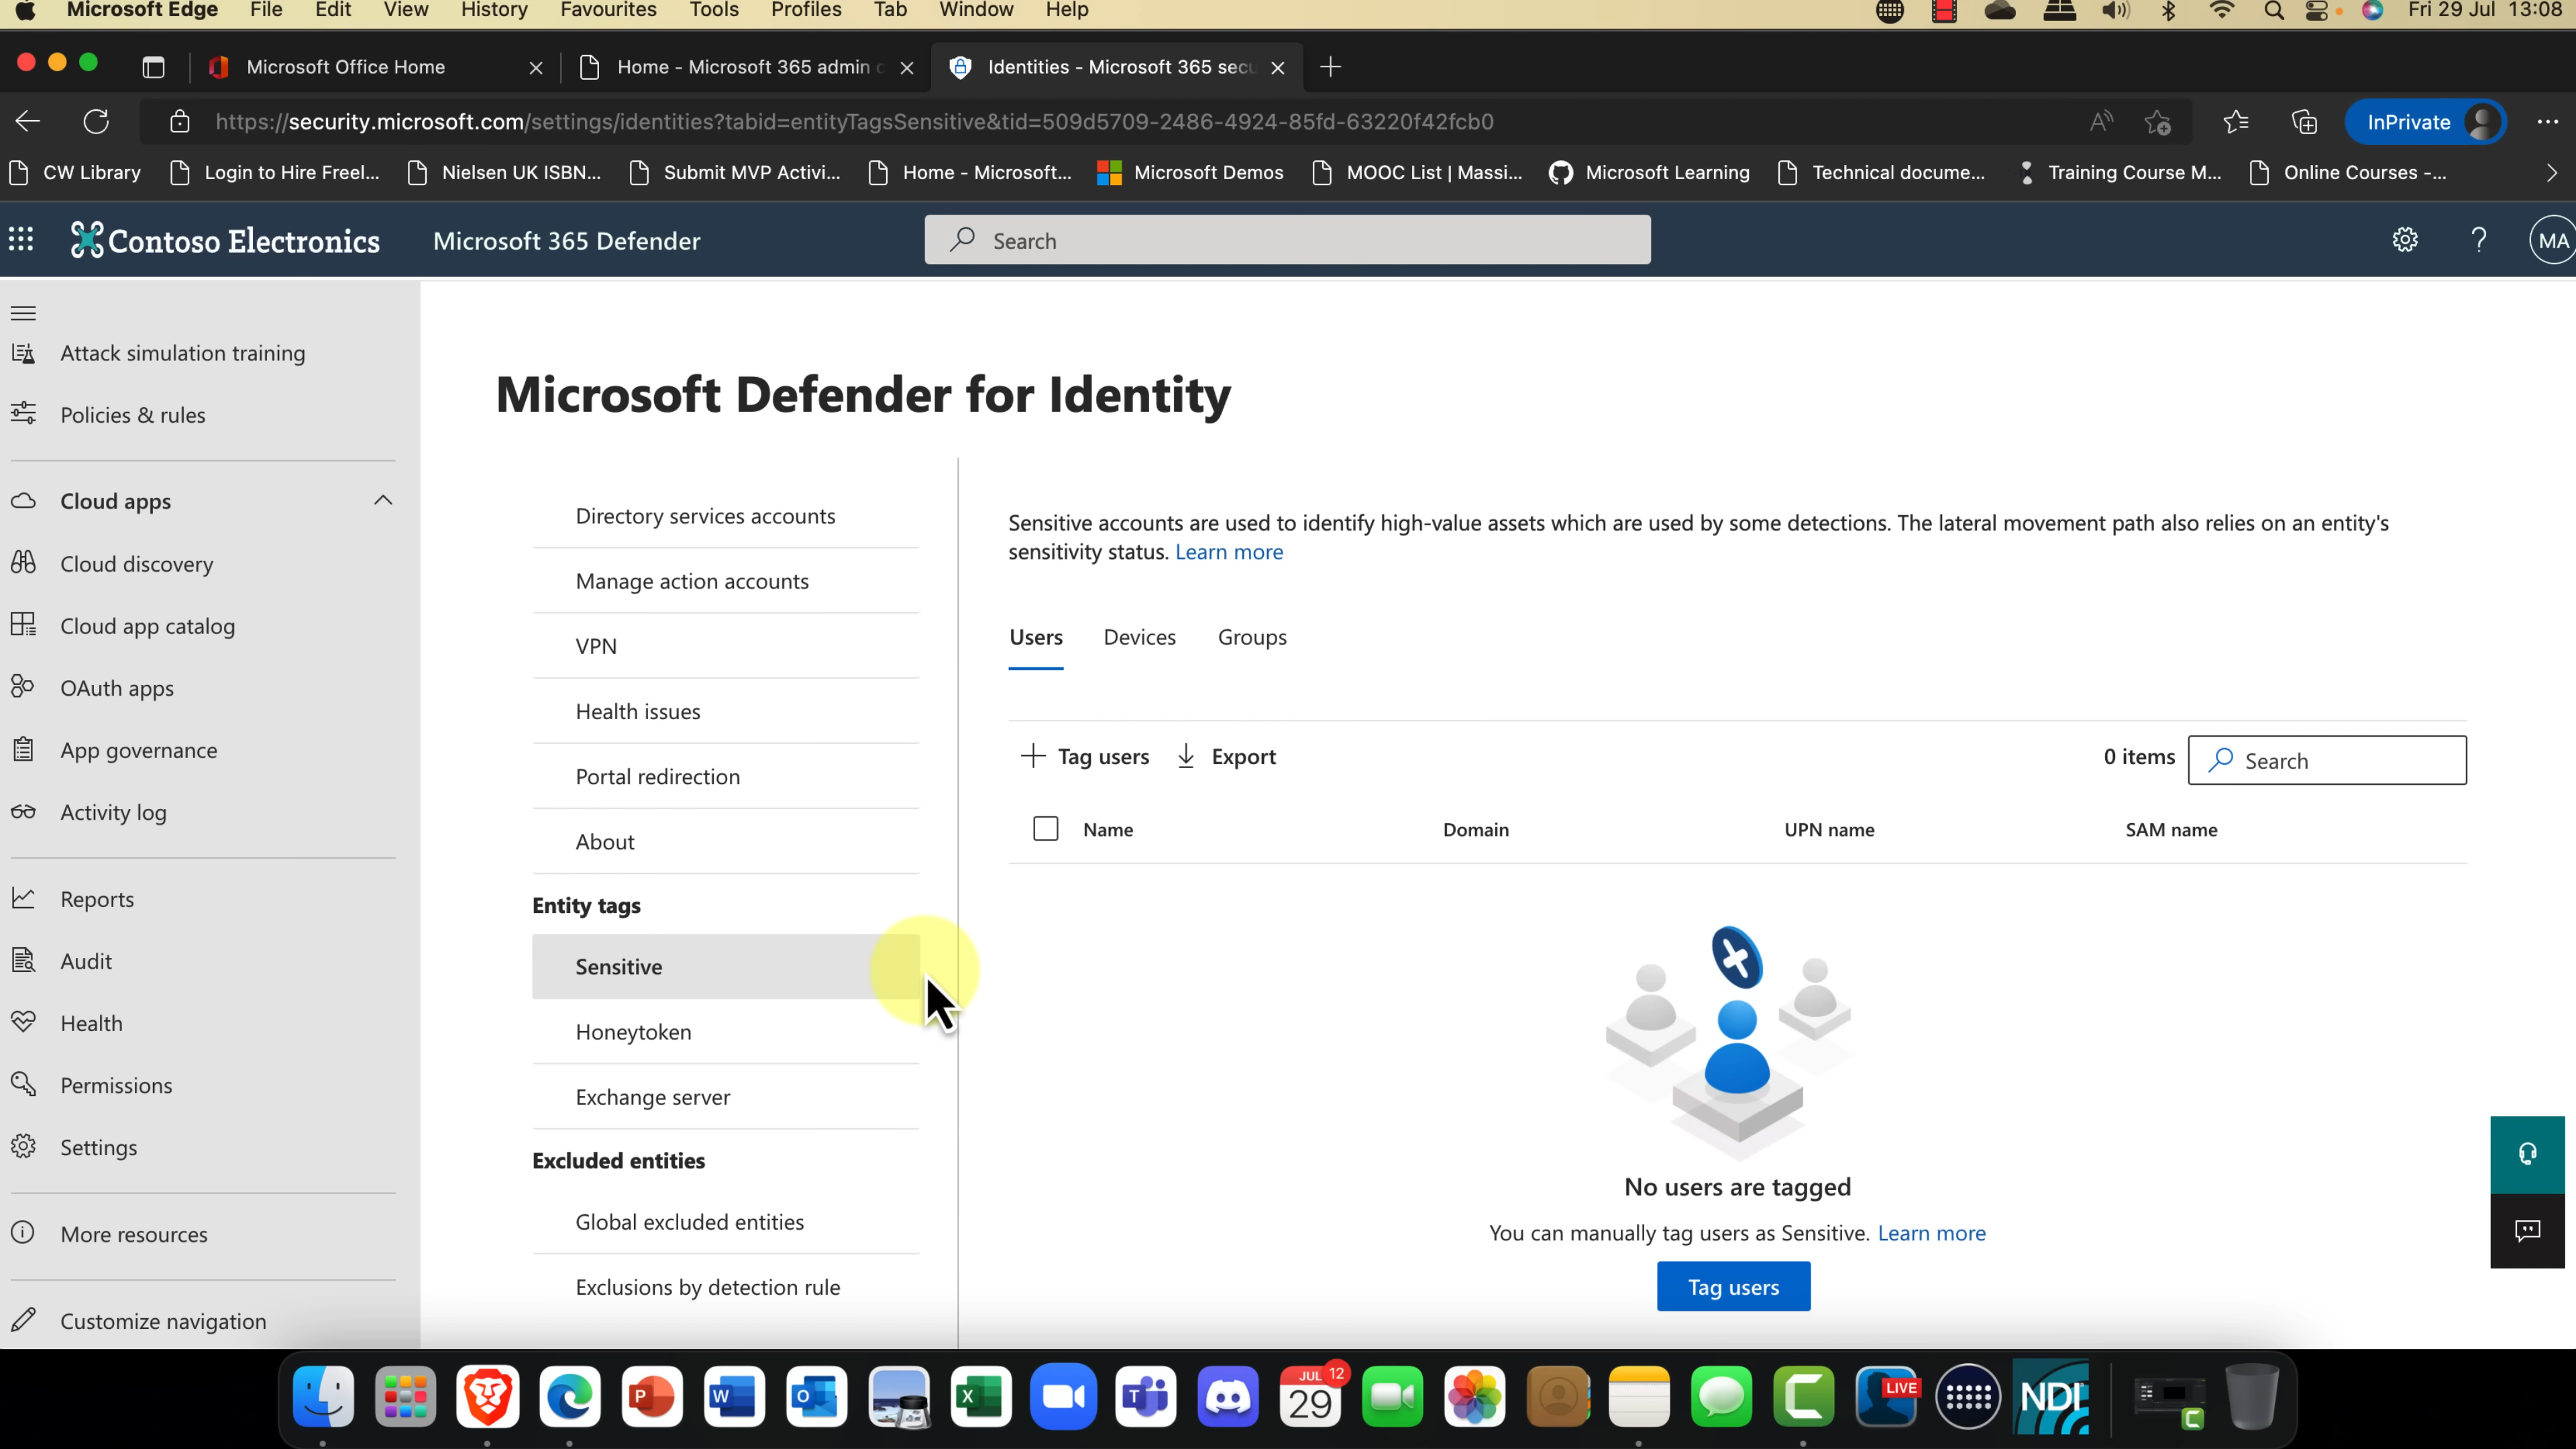 Microsoft Edge File Edit View History Favourites Tools Profiles Tab Window Help Fri 29 Jul 13:08
Microsoft Office Home Home - Microsoft 365 admin c Identities - Microsoft 365 secu
https://security.microsoft.com/settings/identities?tabid=entityTagsSensitive&tid=509d5709-2486-4924-85fd-63220f42fcb0 InPrivate
CW Library Login to Hire Freel... Nielsen UK ISBN... Submit MVP Activi... Home - Microsoft... Microsoft Demos MOOC List | Massi... Microsoft Learning Technical docume... Training Course M... Online Courses -...
Contoso Electronics Microsoft 365 Defender Search MA
Attack simulation training
Policies & rules
Cloud apps
Cloud discovery
Cloud app catalog
OAuth apps
App governance
Activity log
Reports
Audit
Health
Permissions
Settings
More resources
Customize navigation
Microsoft Defender for Identity
Directory services accounts
Manage action accounts
VPN
Health issues
Portal redirection
About
Entity tags
Sensitive
Honeytoken
Exchange server
Excluded entities
Global excluded entities
Exclusions by detection rule
Sensitive accounts are used to identify high-value assets which are used by some detections. The lateral movement path also relies on an entity's
sensitivity status. Learn more
Users Devices Groups
Tag users Export 0 items Search
Name Domain UPN name SAM name
No users are tagged
You can manually tag users as Sensitive. Learn more
Tag users
JUL 12
29
LIVE
NDI